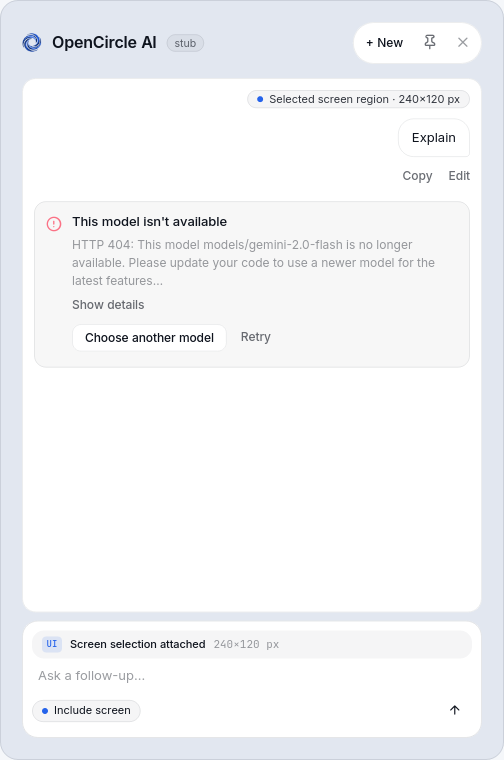 OpenCircle AI stub + New
Selected screen region · 240×120 px
Explain
Copy Edit
This model isn't available
HTTP 404: This model models/gemini-2.0-flash is no longer
available. Please update your code to use a newer model for the
latest features...
Show details
Choose another model Retry
UI Screen selection attached 240×120 px
Ask a follow-up...
Include screen